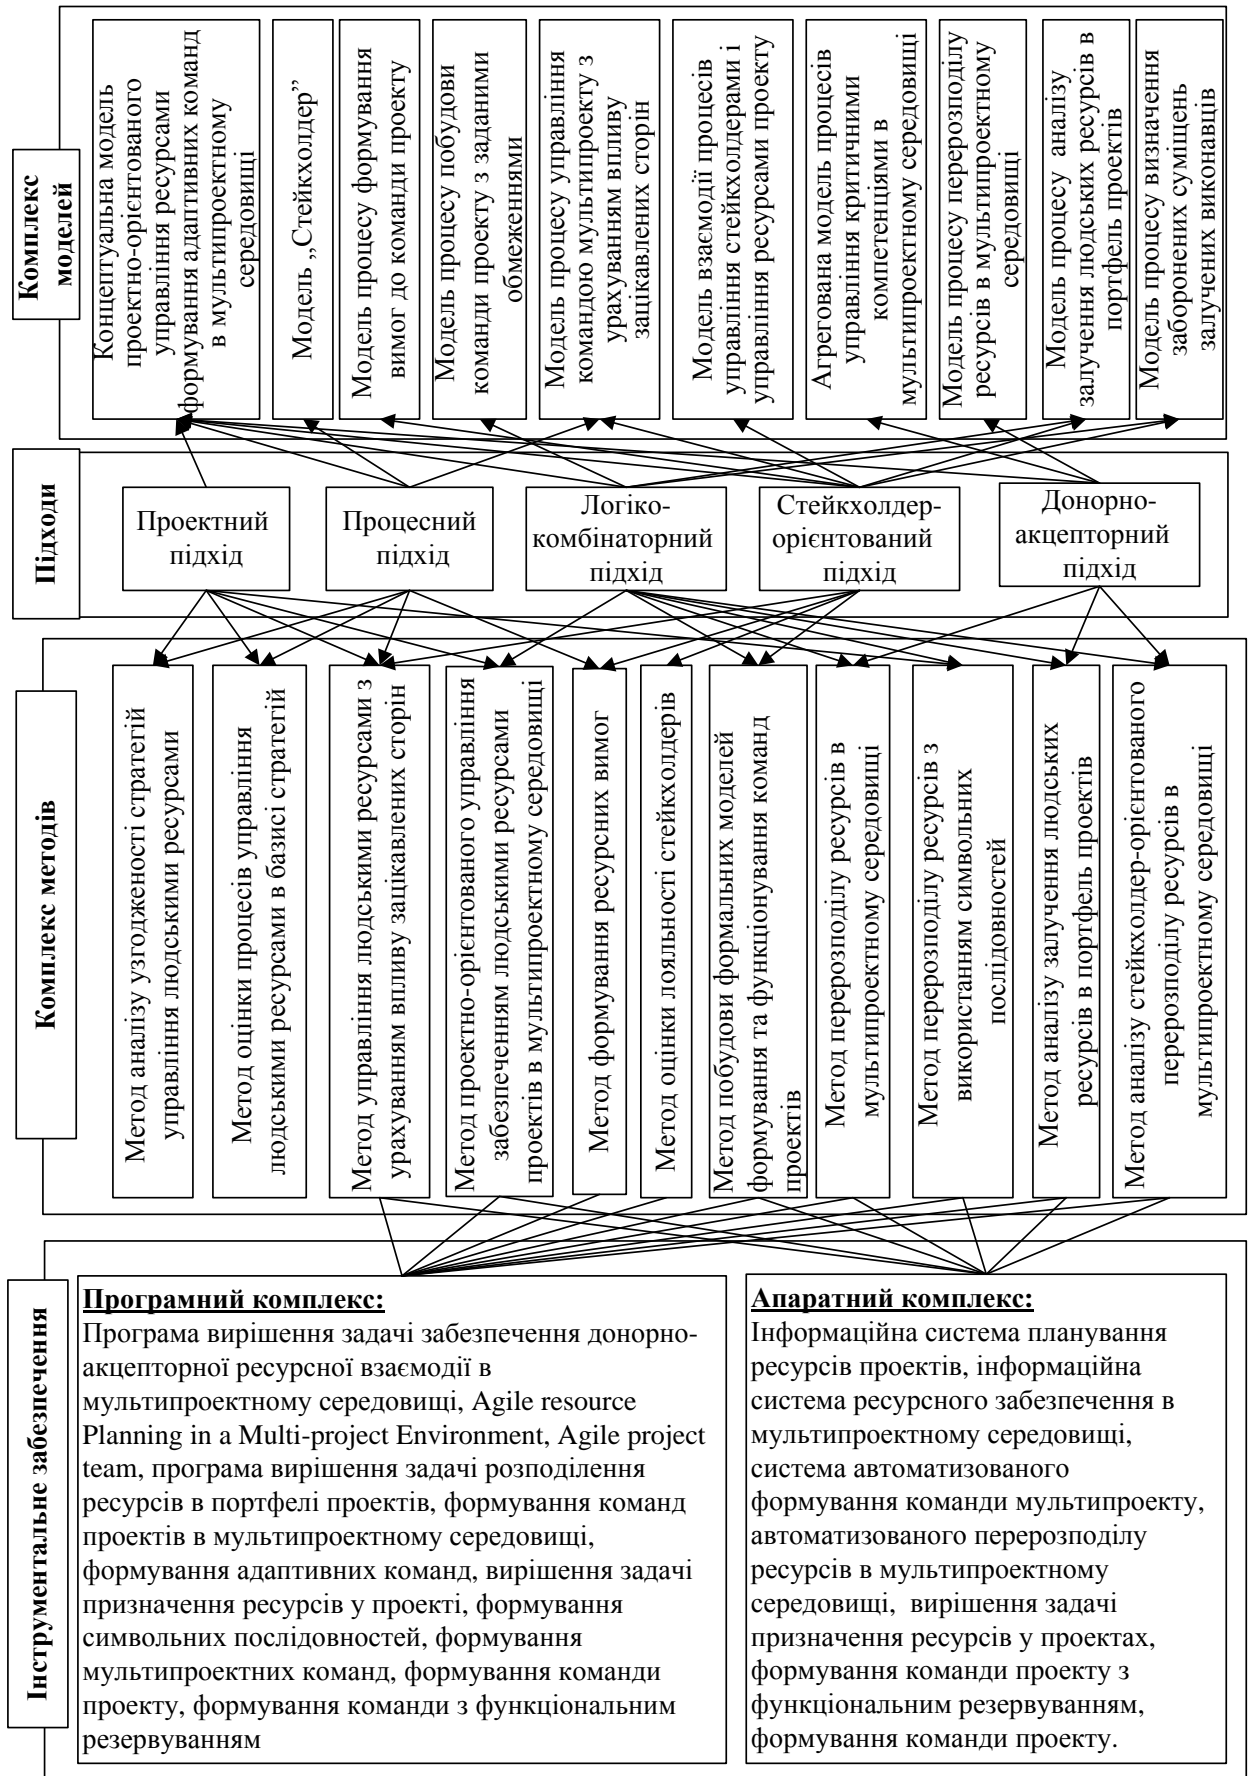 Комплекс
моделей
Концептуальна модель
проектно-орієнтованого
управління ресурсами
формування адаптивних команд
в мультипроектному
середовищі
Модель „Стейкхолдер”
Модель процесу формування
вимог до команди проекту
Модель процесу побудови
команди проекту з заданими
обмеженнями
Модель процесу управління
командою мультипроекту з
урахуванням впливу
зацікавлених сторін
Модель взаємодії процесів
управління стейкхолдерами і
управління ресурсами проекту
Агрегована модель процесів
управління критичними
компетенціями в
мультипроектному середовищі
Модель процесу перерозподілу
ресурсів в мультипроектному
середовищі
Модель процесу  аналізу
залучення людських ресурсів в
портфель проектів
Модель процесу визначення
заборонених суміщень
залучених виконавців
Підходи
Проектний
підхід
Процесний
підхід
Логіко-
комбінаторний
підхід
Стейкхолдер-
орієнтований
підхід
Донорно-
акцепторний
підхід
Комплекс методів
Метод аналізу узгодженості стратегій
управління людськими ресурсами
Метод оцінки процесів управління
людськими ресурсами в базисі стратегій
Метод управління людськими ресурсами з
урахуванням впливу зацікавлених сторін
Метод проектно-орієнтованого управління
забезпеченням людськими ресурсами
проектів в мультипроектному середовищі
Метод формування ресурсних вимог
Метод оцінки лояльності стейкхолдерів
Метод побудови формальних моделей
формування та функціонування команд
проектів
Метод перерозподілу ресурсів в
мультипроектному середовищі
Метод перерозподілу ресурсів з
використанням символьних
послідовностей
Метод аналізу залучення людських
ресурсів в портфель проектів
Метод аналізу стейкхолдер-орієнтованого
перерозподілу ресурсів в
мультипроектному середовищі
Інструментальне забезпечення
Програмний комплекс:
Програма вирішення задачі забезпечення донорно-
акцепторної ресурсної взаємодії в
мультипроектному середовищі, Agile resource
Planning in a Multi-project Environment, Agile project
team, програма вирішення задачі розподілення
ресурсів в портфелі проектів, формування команд
проектів в мультипроектному середовищі,
формування адаптивних команд, вирішення задачі
призначення ресурсів у проекті, формування
символьних послідовностей, формування
мультипроектних команд, формування команди
проекту, формування команди з функціональним
резервуванням
Апаратний комплекс:
Інформаційна система планування
ресурсів проектів, інформаційна
система ресурсного забезпечення в
мультипроектному середовищі,
система автоматизованого
формування команди мультипроекту,
автоматизованого перерозподілу
ресурсів в мультипроектному
середовищі,  вирішення задачі
призначення ресурсів у проектах,
формування команди проекту з
функціональним резервуванням,
формування команди проекту.